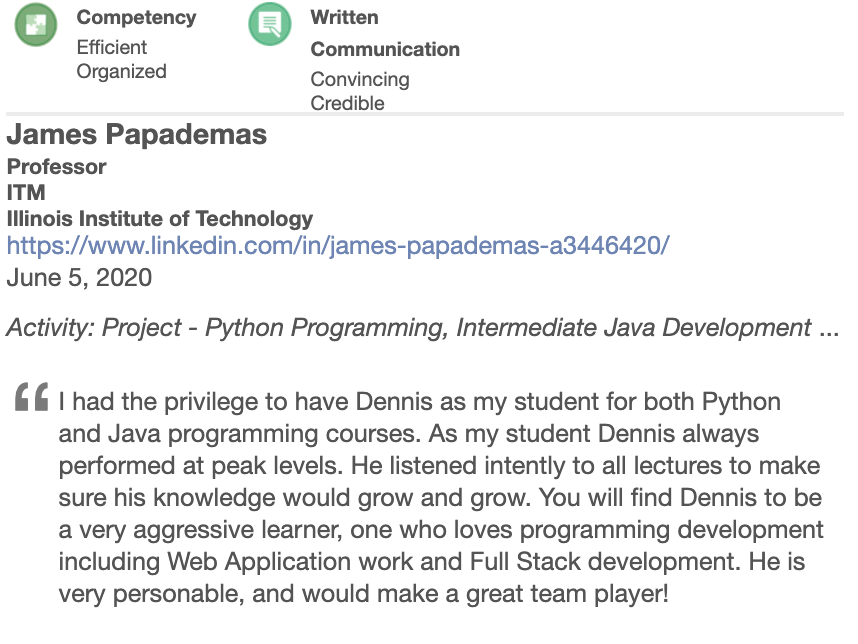 Competency
Efficient
Organized
Written
Communication
Convincing
Credible
James Papademas
Professor
ITM
Illinois Institute of Technology
https://www.linkedin.com/in/james-papademas-a3446420/
June 5, 2020
Activity: Project - Python Programming, Intermediate Java Development ...
“ I had the privilege to have Dennis as my student for both Python
and Java programming courses. As my student Dennis always
performed at peak levels. He listened intently to all lectures to make
sure his knowledge would grow and grow. You will find Dennis to be
a very aggressive learner, one who loves programming development
including Web Application work and Full Stack development. He is
very personable, and would make a great team player!